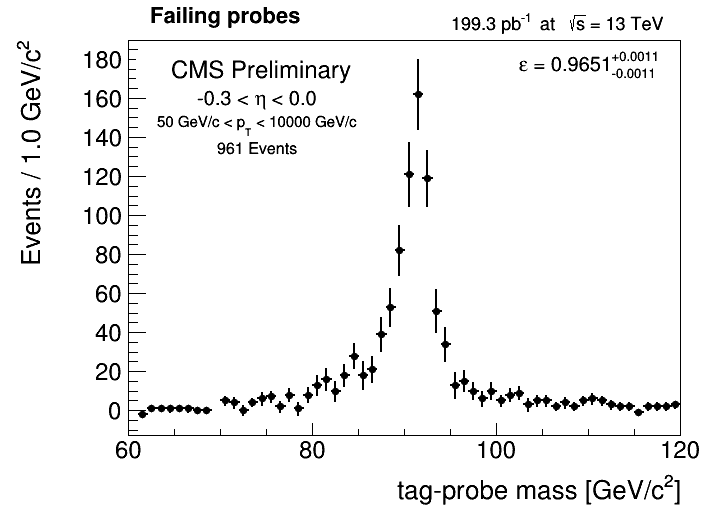 Failing probes
199.3 pb⁻¹ at √s = 13 TeV
CMS Preliminary
-0.3 < η < 0.0
50 GeV/c < p_T < 10000 GeV/c
961 Events
ε = 0.9651 +0.0011 -0.0011
Events / 1.0 GeV/c²
180
160
140
120
100
80
60
40
20
0
60 80 100 120
tag-probe mass [GeV/c²]